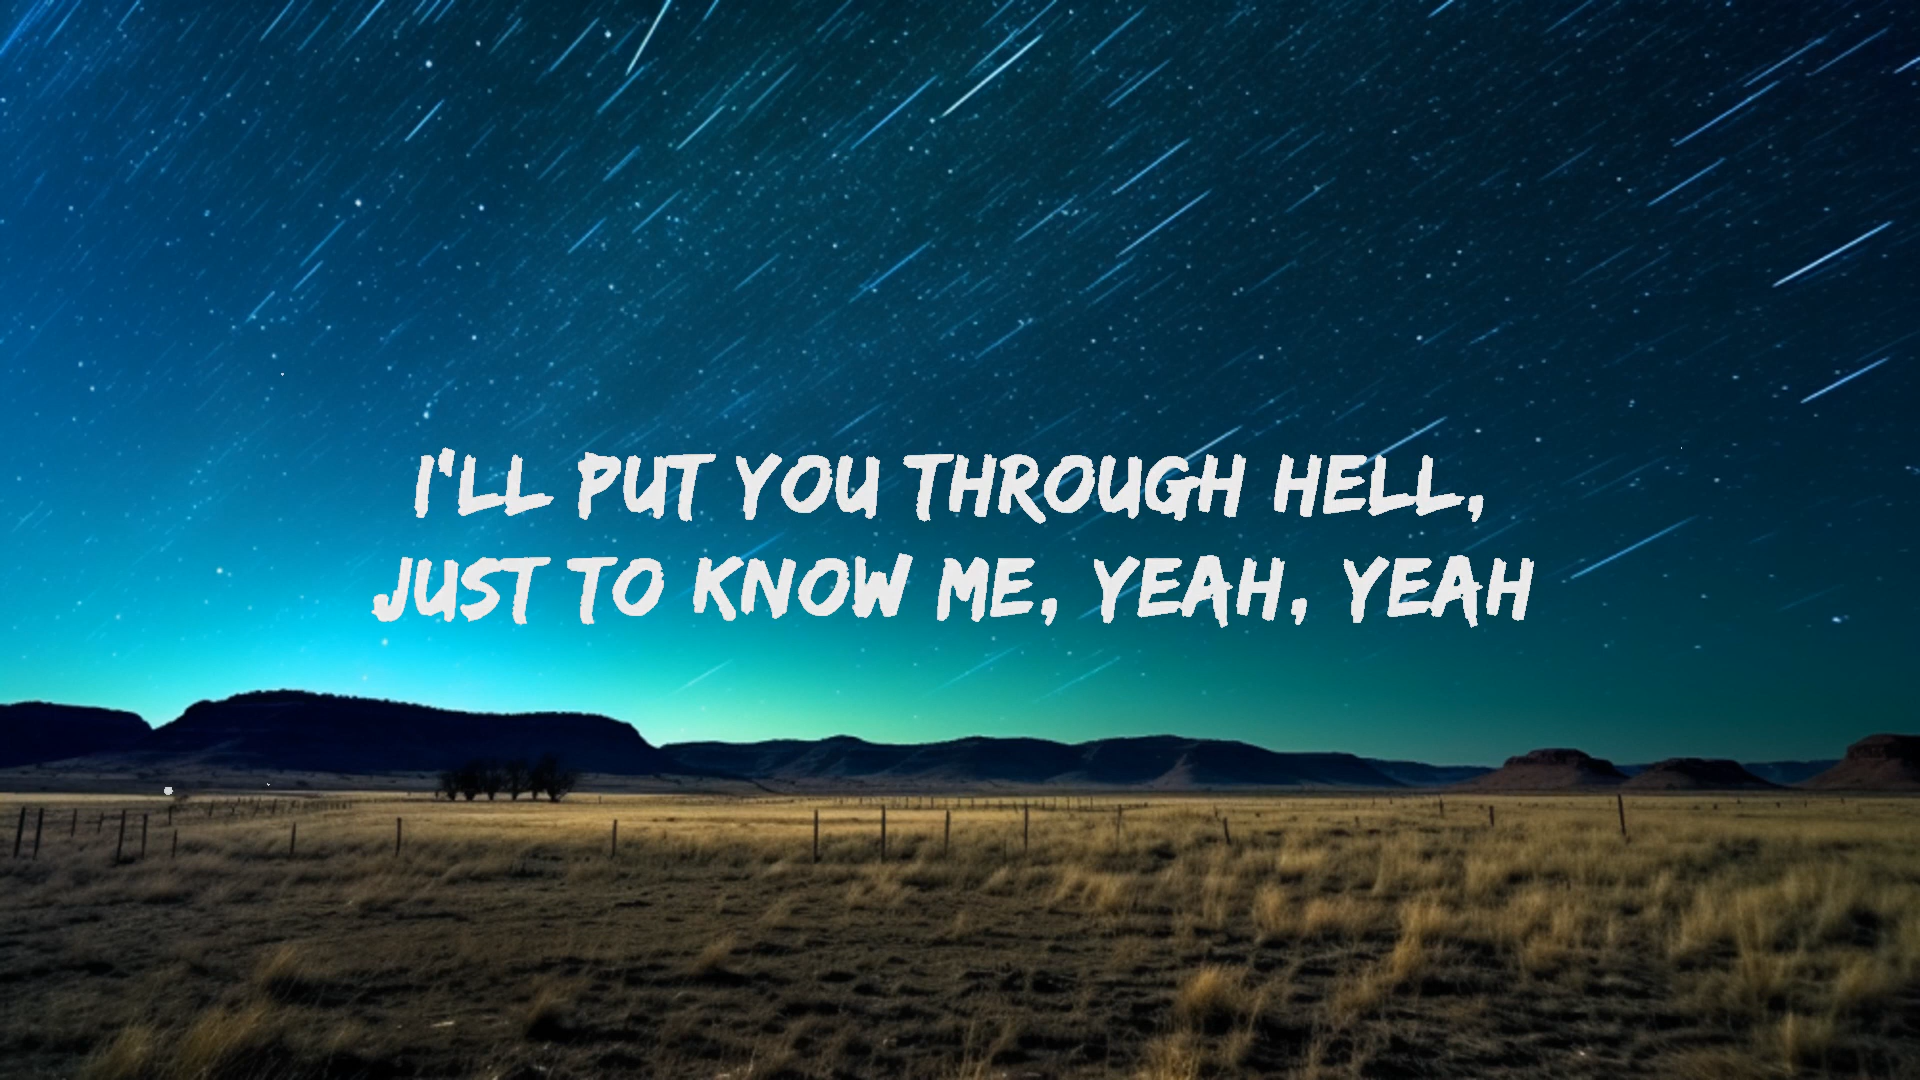 I'LL PUT YOU THROUGH HELL,
JUST TO KNOW ME, YEAH, YEAH